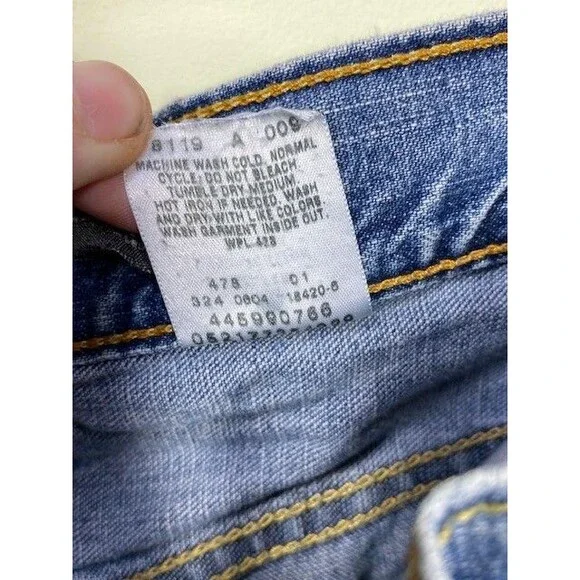 8119 A 009
MACHINE WASH COLD, NORMAL
CYCLE: DO NOT BLEACH
TUMBLE DRY MEDIUM,
HOT IRON IF NEEDED, WASH
AND DRY, WITH LIKE COLORS
WASH GARMENT INSIDE OUT.
WPL 423
478 01
324 0604 18420-6
445990766